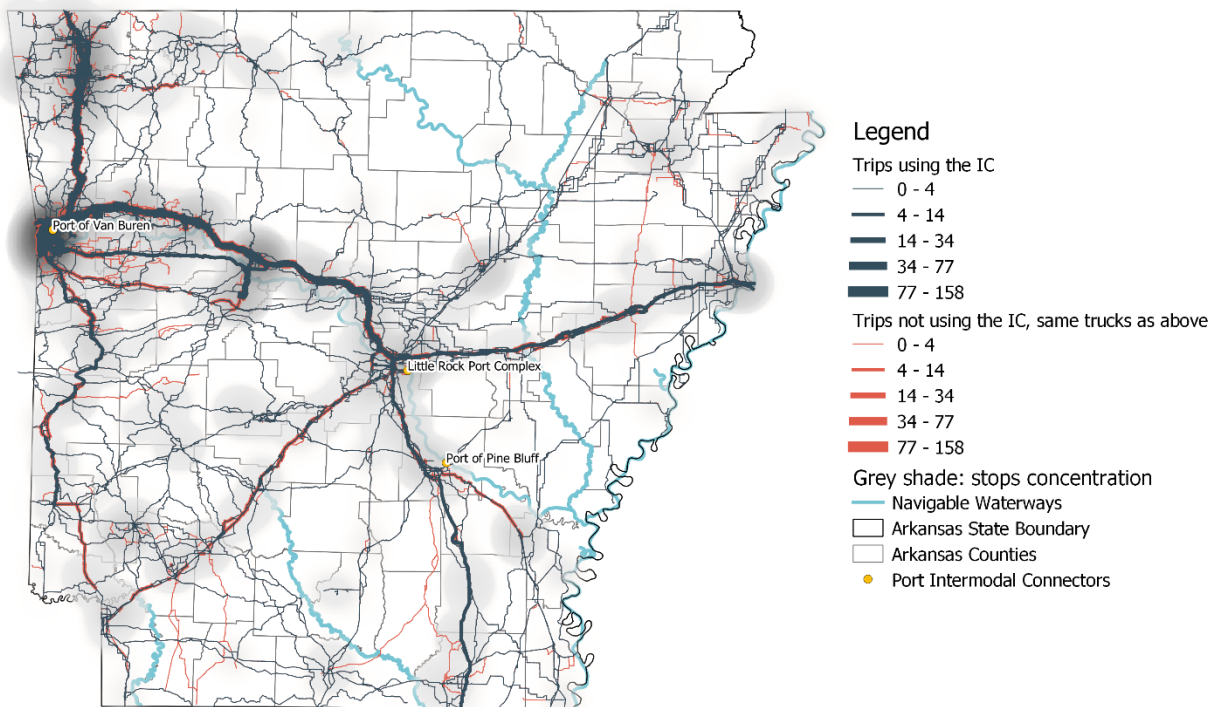 Port of Van Buren
Little Rock Port Complex
Port of Pine Bluff
Legend
Trips using the IC
0 - 4
4 - 14
14 - 34
34 - 77
77 - 158
Trips not using the IC, same trucks as above
0 - 4
4 - 14
14 - 34
34 - 77
77 - 158
Grey shade: stops concentration
Navigable Waterways
Arkansas State Boundary
Arkansas Counties
Port Intermodal Connectors